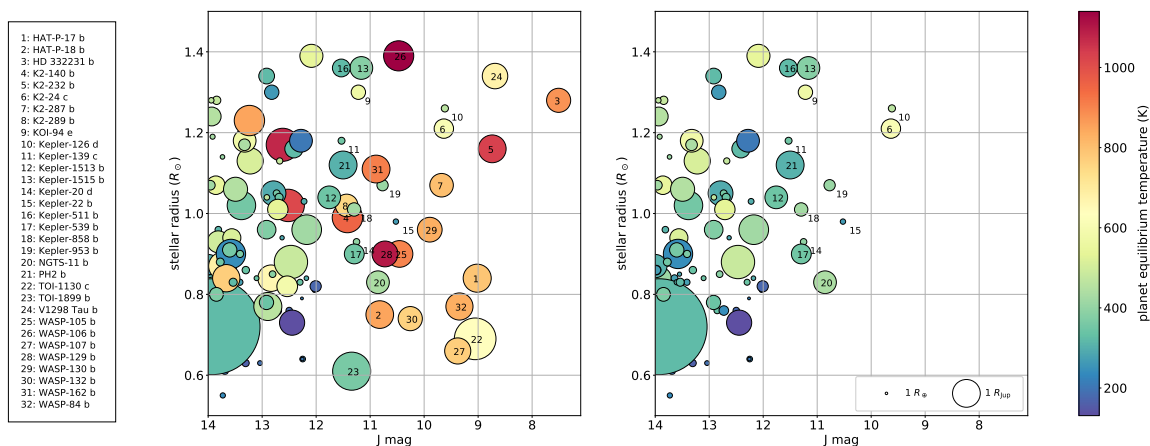 1: HAT-P-17 b
2: HAT-P-18 b
3: HD 332231 b
4: K2-140 b
5: K2-232 b
6: K2-24 c
7: K2-287 b
8: K2-289 b
9: KOI-94 e
10: Kepler-126 d
11: Kepler-139 c
12: Kepler-1513 b
13: Kepler-1515 b
14: Kepler-20 d
15: Kepler-22 b
16: Kepler-511 b
17: Kepler-539 b
18: Kepler-858 b
19: Kepler-953 b
20: NGTS-11 b
21: PH2 b
22: TOI-1130 c
23: TOI-1899 b
24: V1298 Tau b
25: WASP-105 b
26: WASP-106 b
27: WASP-107 b
28: WASP-129 b
29: WASP-130 b
30: WASP-132 b
31: WASP-162 b
32: WASP-84 b
stellar radius (R⊙)
1.4
1.2
1.0
0.8
0.6
14 13 12 11 10 9 8
J mag
26
16
13
24
9
3
10
6
11
5
21
31
7
19
12
8
4
18
15
29
14
17
28
25
20
1
32
2
30
22
27
23
stellar radius (R⊙)
1.4
1.2
1.0
0.8
0.6
14 13 12 11 10 9 8
J mag
16
13
9
10
6
11
21
19
12
18
15
14
17
20
1 R⊕
1 RJup
1000
800
600
400
200
planet equilibrium temperature (K)